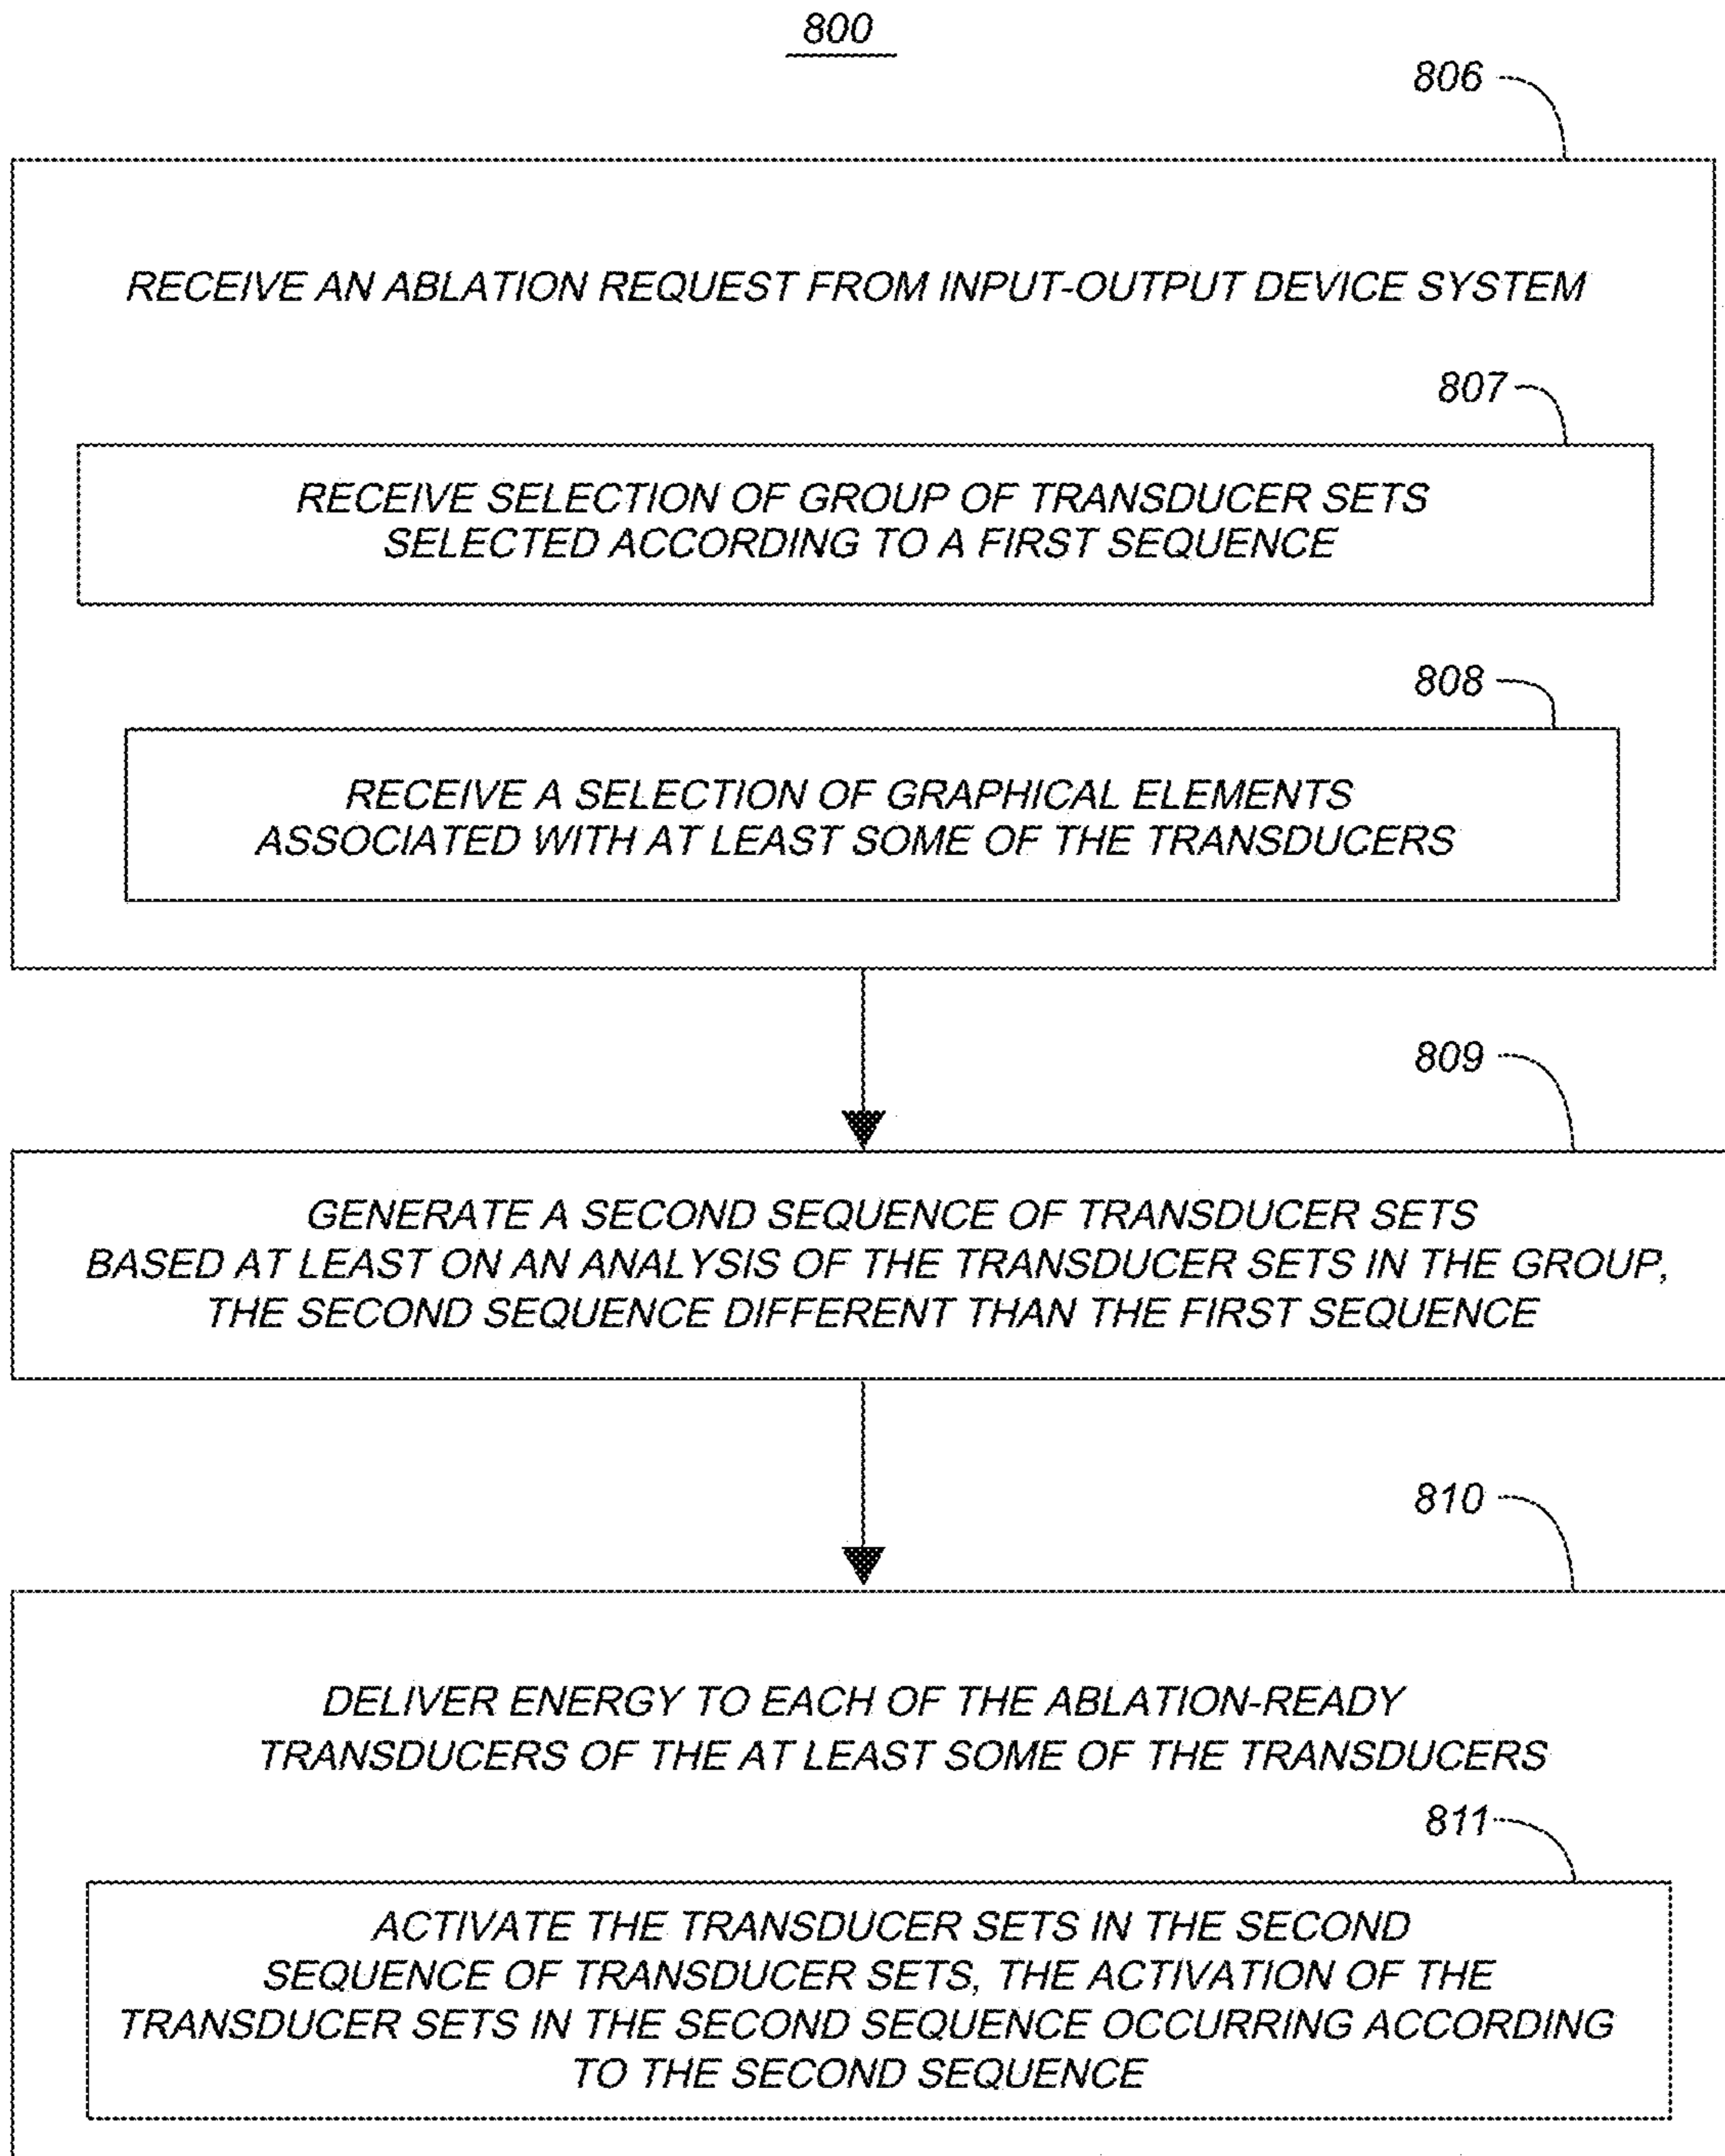 800
806
RECEIVE AN ABLATION REQUEST FROM INPUT-OUTPUT DEVICE SYSTEM
807
RECEIVE SELECTION OF GROUP OF TRANSDUCER SETS
SELECTED ACCORDING TO A FIRST SEQUENCE
808
RECEIVE A SELECTION OF GRAPHICAL ELEMENTS
ASSOCIATED WITH AT LEAST SOME OF THE TRANSDUCERS
809
GENERATE A SECOND SEQUENCE OF TRANSDUCER SETS
BASED AT LEAST ON AN ANALYSIS OF THE TRANSDUCER SETS IN THE GROUP,
THE SECOND SEQUENCE DIFFERENT THAN THE FIRST SEQUENCE
810
DELIVER ENERGY TO EACH OF THE ABLATION-READY
TRANSDUCERS OF THE AT LEAST SOME OF THE TRANSDUCERS
811
ACTIVATE THE TRANSDUCER SETS IN THE SECOND
SEQUENCE OF TRANSDUCER SETS, THE ACTIVATION OF THE
TRANSDUCER SETS IN THE SECOND SEQUENCE OCCURRING ACCORDING
TO THE SECOND SEQUENCE